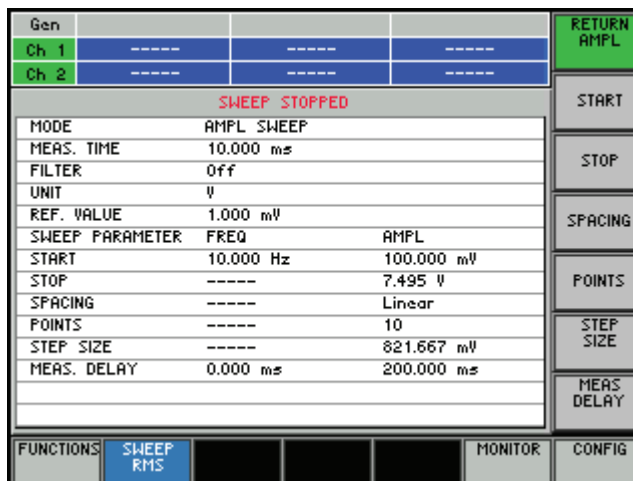 Gen
Ch 1 ----- ----- -----
Ch 2 ----- ----- -----
SWEEP STOPPED
MODE AMPL SWEEP
MEAS. TIME 10.000 ms
FILTER Off
UNIT V
REF. VALUE 1.000 mV
SWEEP PARAMETER FREQ AMPL
START 10.000 Hz 100.000 mV
STOP ----- 7.495 V
SPACING ----- Linear
POINTS ----- 10
STEP SIZE ----- 821.667 mV
MEAS. DELAY 0.000 ms 200.000 ms
RETURN
AMPL
START
STOP
SPACING
POINTS
STEP
SIZE
MEAS
DELAY
FUNCTIONS SWEEP MONITOR CONFIG
RMS